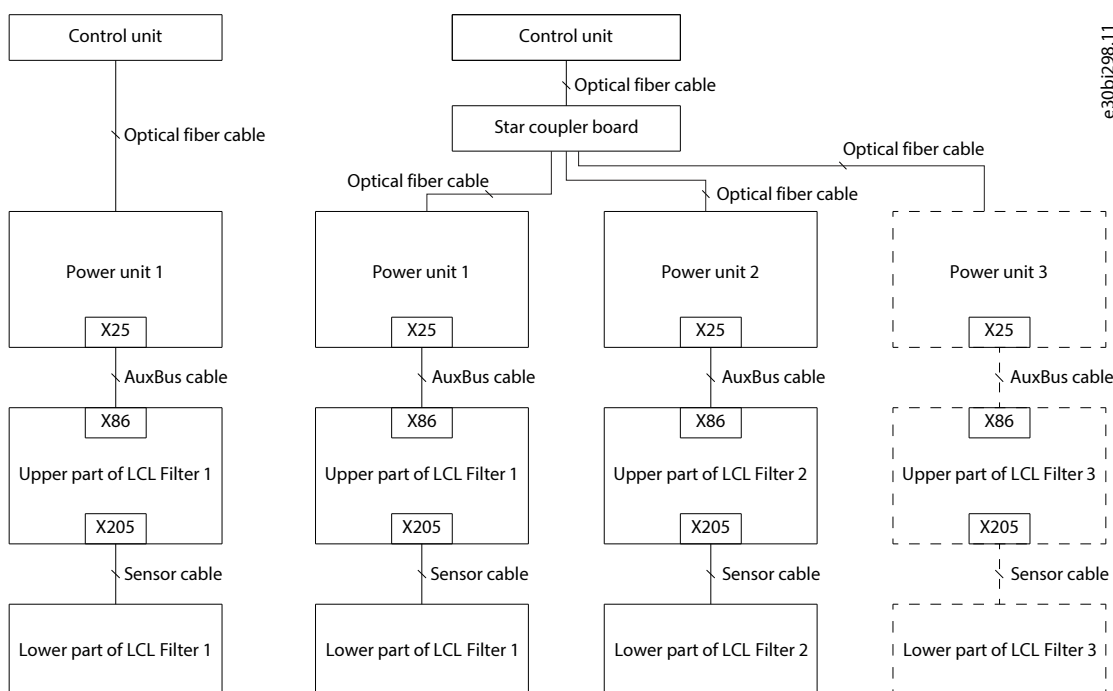 Control unit
Control unit
e30bi298.11
Optical fiber cable
Star coupler board
Optical fiber cable
Optical fiber cable
Optical fiber cable
Optical fiber cable
Power unit 1
Power unit 1
Power unit 2
Power unit 3
X25
X25
X25
X25
AuxBus cable
AuxBus cable
AuxBus cable
AuxBus cable
X86
X86
X86
X86
Upper part of LCL Filter 1
Upper part of LCL Filter 1
Upper part of LCL Filter 2
Upper part of LCL Filter 3
X205
X205
X205
X205
Sensor cable
Sensor cable
Sensor cable
Sensor cable
Lower part of LCL Filter 1
Lower part of LCL Filter 1
Lower part of LCL Filter 2
Lower part of LCL Filter 3